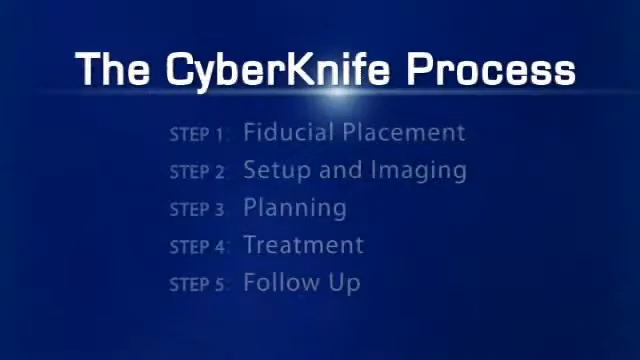 The CyberKnife Process
STEP 1: Fiducial Placement
STEP 2: Setup and Imaging
STEP 3: Planning
STEP 4: Treatment
STEP 5: Follow Up